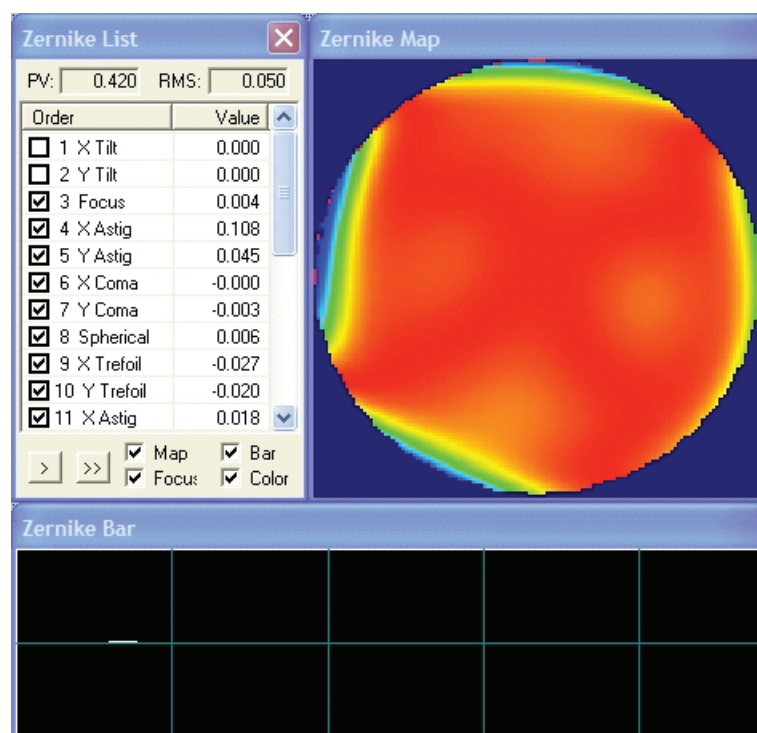 Zernike List
PV: 0.420 RMS: 0.050
Order Value
1 X Tilt 0.000
2 Y Tilt 0.000
3 Focus 0.004
4 X Astig 0.108
5 Y Astig 0.045
6 X Coma -0.000
7 Y Coma -0.003
8 Spherical 0.006
9 X Trefoil -0.027
10 Y Trefoil -0.020
11 X Astig 0.018
> >> Map Bar
Focus Color
Zernike Map
Zernike Bar